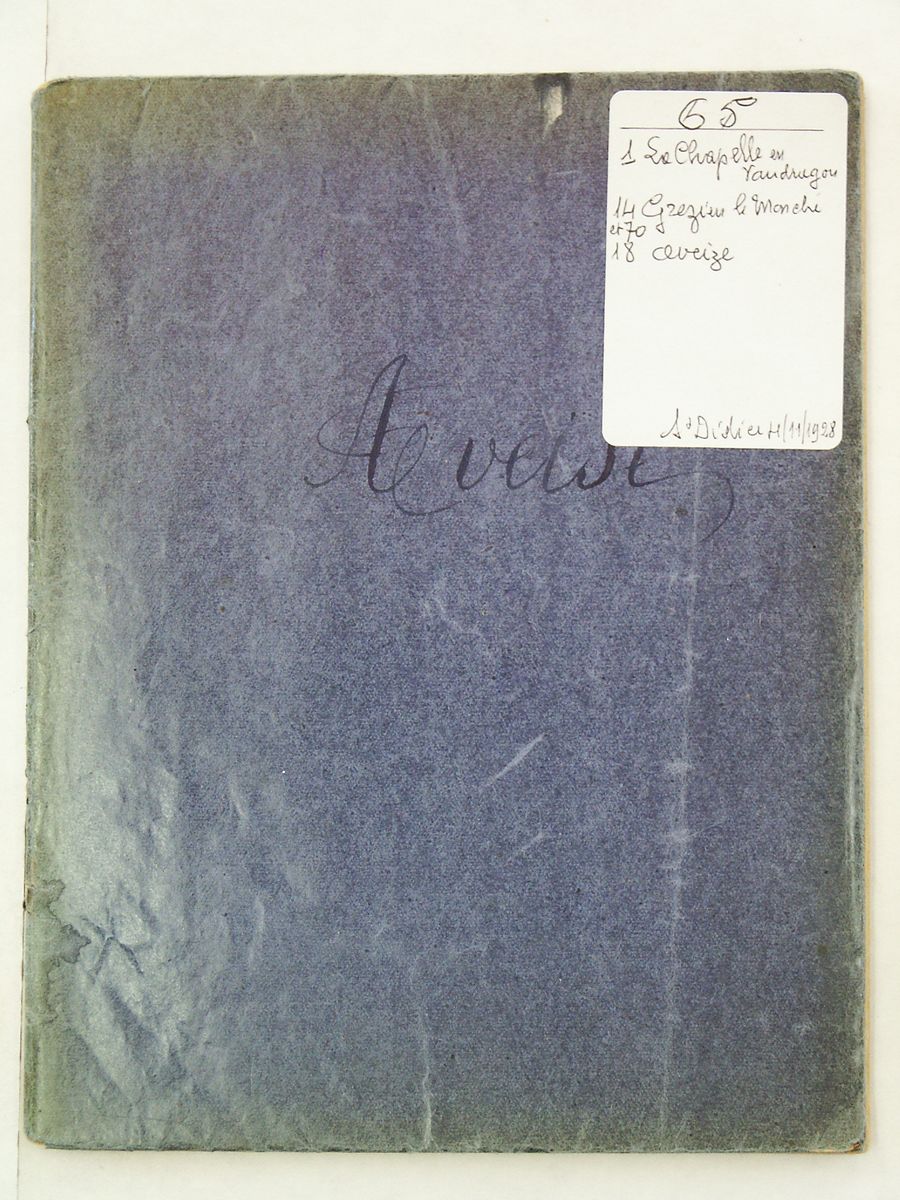 65
1 La Chapelle en
Vaudragon
14 Grezieu le Marché
et 70
18 aveize
St Didier 4/11/1928
Aveise